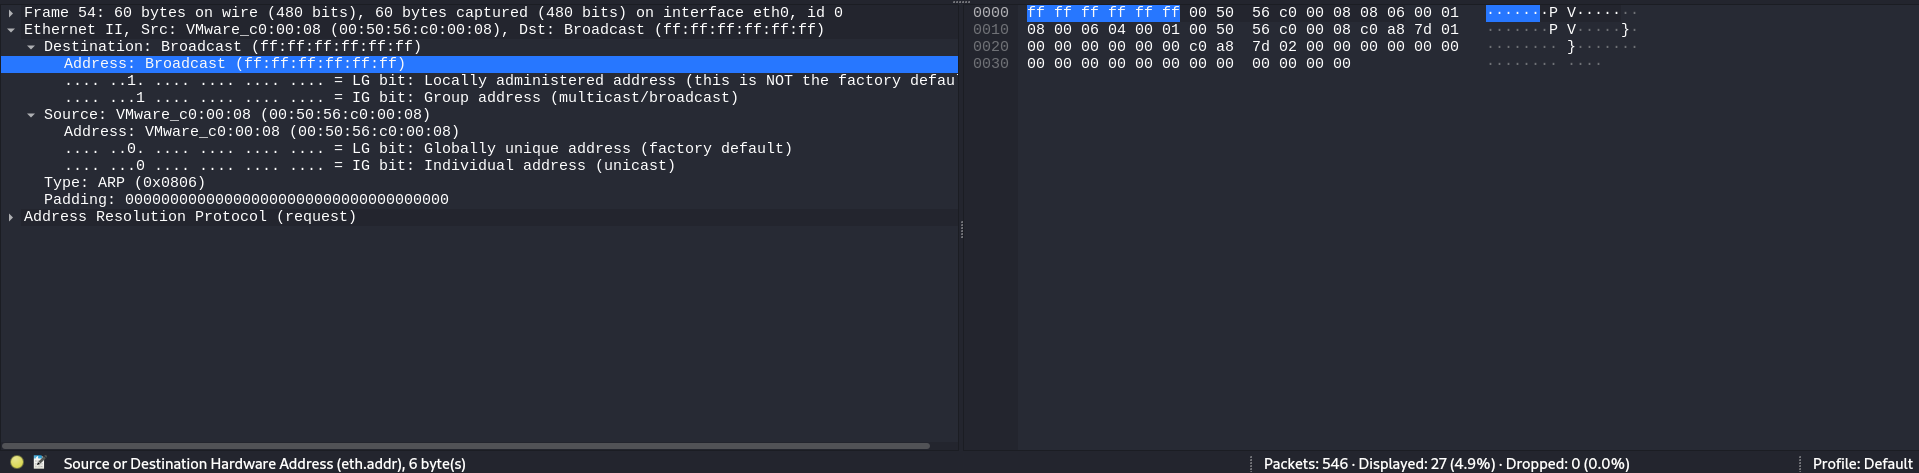 Frame 54: 60 bytes on wire (480 bits), 60 bytes captured (480 bits) on interface eth0, id 0
Ethernet II, Src: VMware_c0:00:08 (00:50:56:c0:00:08), Dst: Broadcast (ff:ff:ff:ff:ff:ff)
Destination: Broadcast (ff:ff:ff:ff:ff:ff)
Address: Broadcast (ff:ff:ff:ff:ff:ff)
.... ..1. .... .... .... .... = LG bit: Locally administered address (this is NOT the factory defau
.... ...1 .... .... .... .... = IG bit: Group address (multicast/broadcast)
Source: VMware_c0:00:08 (00:50:56:c0:00:08)
Address: VMware_c0:00:08 (00:50:56:c0:00:08)
.... ..0. .... .... .... .... = LG bit: Globally unique address (factory default)
.... ...0 .... .... .... .... = IG bit: Individual address (unicast)
Type: ARP (0x0806)
Padding: 000000000000000000000000000000000000
Address Resolution Protocol (request)
0000 ff ff ff ff ff ff 00 50 56 c0 00 08 08 06 00 01 ·······P V·······
0010 08 00 06 04 00 01 00 50 56 c0 00 08 c0 a8 7d 01 ·······P V·····}·
0020 00 00 00 00 00 00 c0 a8 7d 02 00 00 00 00 00 00 ········ }·······
0030 00 00 00 00 00 00 00 00 00 00 00 00 ········ ····
Source or Destination Hardware Address (eth.addr), 6 byte(s)
Packets: 546 · Displayed: 27 (4.9%) · Dropped: 0 (0.0%)
Profile: Default